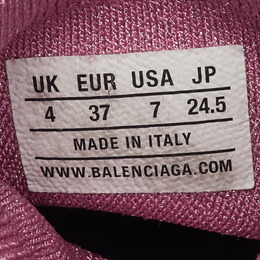 UK EUR USA JP
4 37 7 24.5
MADE IN ITALY
WWW.BALENCIAGA.COM